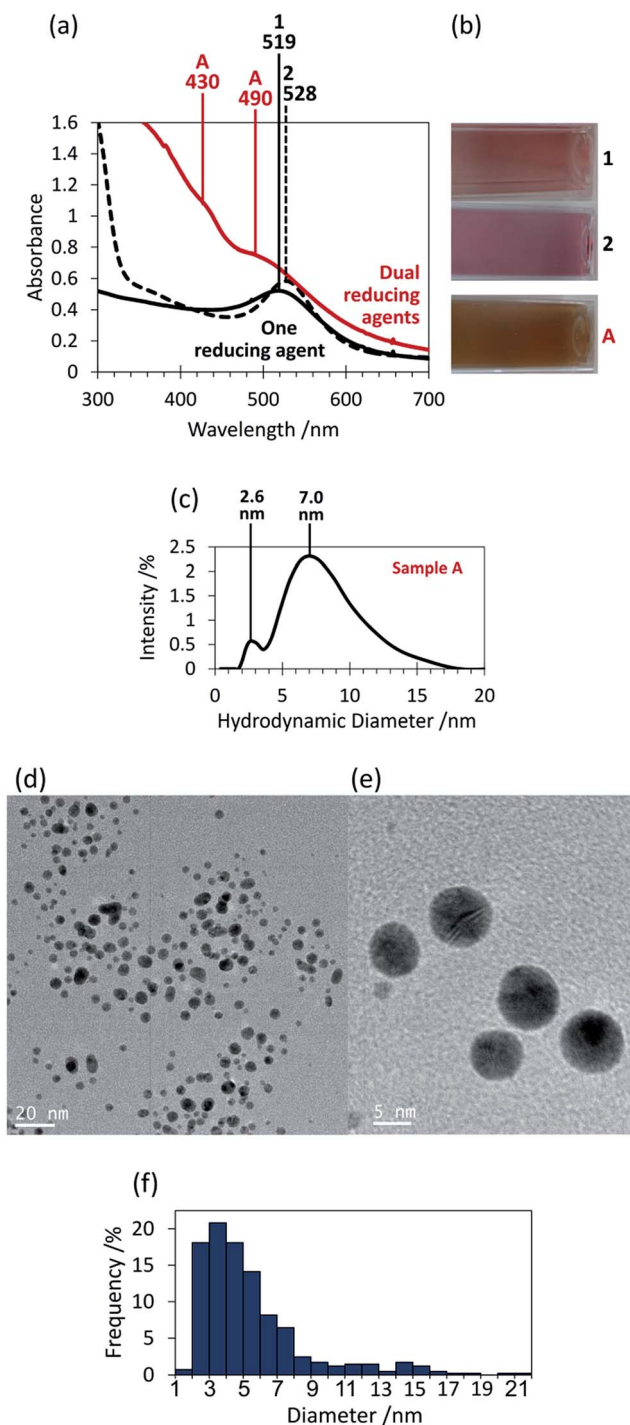 (a)
1
519
2
528
A
430
A
490
1.6
1.4
1.2
1
0.8
0.6
0.4
0.2
0
Absorbance
Dual
reducing
agents
One
reducing agent
300 400 500 600 700
Wavelength /nm
(b)
1
2
A
(c)
2.6
nm
7.0
nm
2.5
2
1.5
1
0.5
0
Intensity /%
Sample A
0 5 10 15 20
Hydrodynamic Diameter /nm
(d)
20 nm
(e)
5 nm
(f)
20
15
10
5
0
Frequency /%
1 3 5 7 9 11 13 15 17 19 21
Diameter /nm